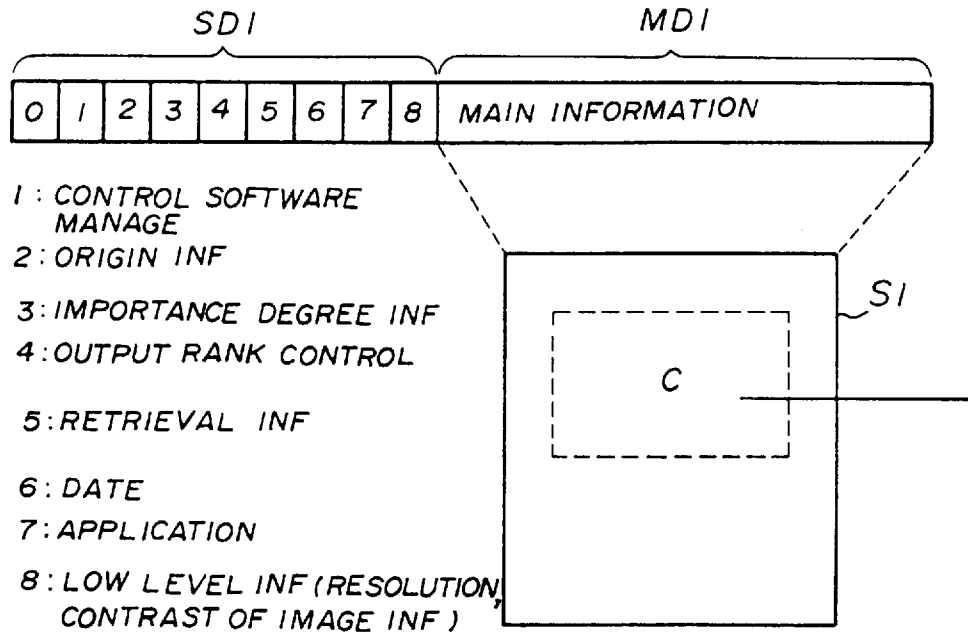 SDI MDI
0 1 2 3 4 5 6 7 8 MAIN INFORMATION
1: CONTROL SOFTWARE
MANAGE
2: ORIGIN INF
3: IMPORTANCE DEGREE INF
4: OUTPUT RANK CONTROL
5: RETRIEVAL INF
6: DATE
7: APPLICATION
8: LOW LEVEL INF (RESOLUTION,
CONTRAST OF IMAGE INF)
SI
C